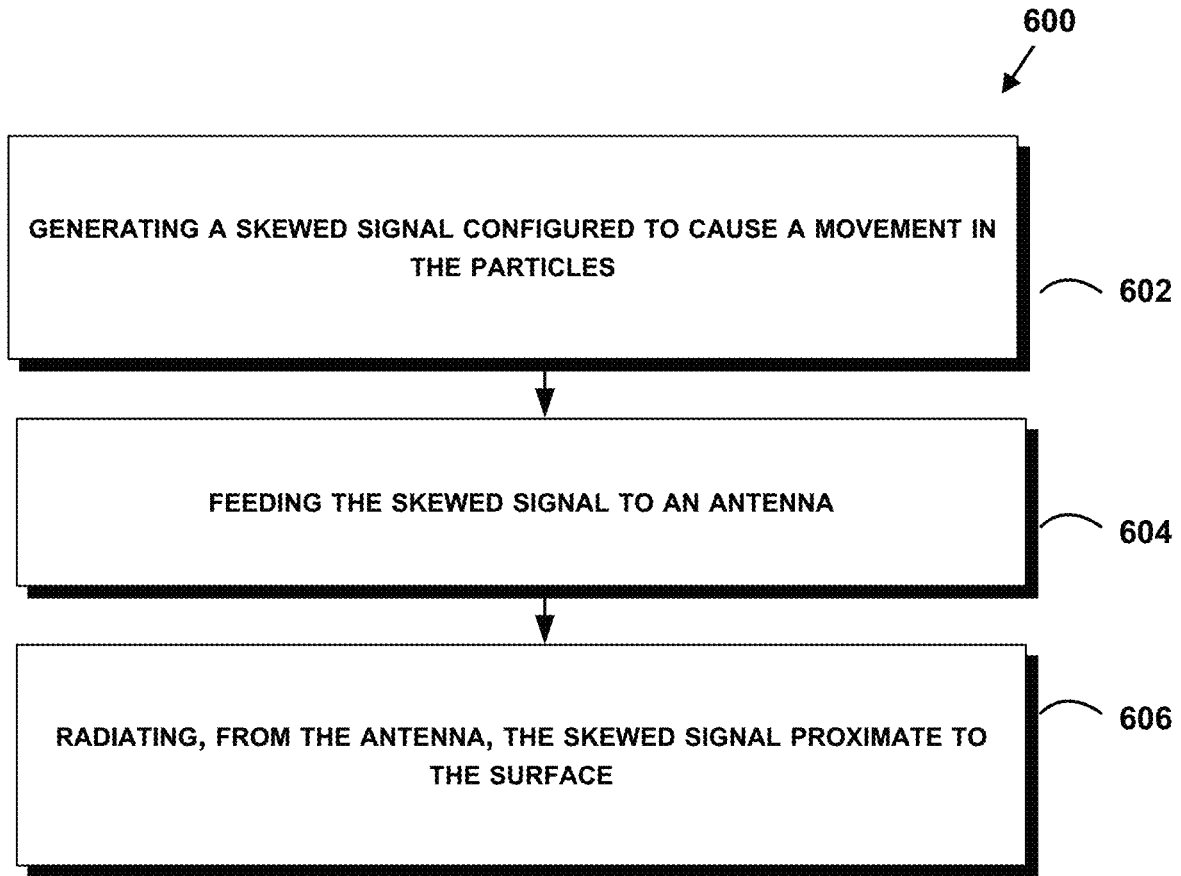 600
GENERATING A SKEWED SIGNAL CONFIGURED TO CAUSE A MOVEMENT IN
THE PARTICLES
602
FEEDING THE SKEWED SIGNAL TO AN ANTENNA
604
RADIATING, FROM THE ANTENNA, THE SKEWED SIGNAL PROXIMATE TO
THE SURFACE
606